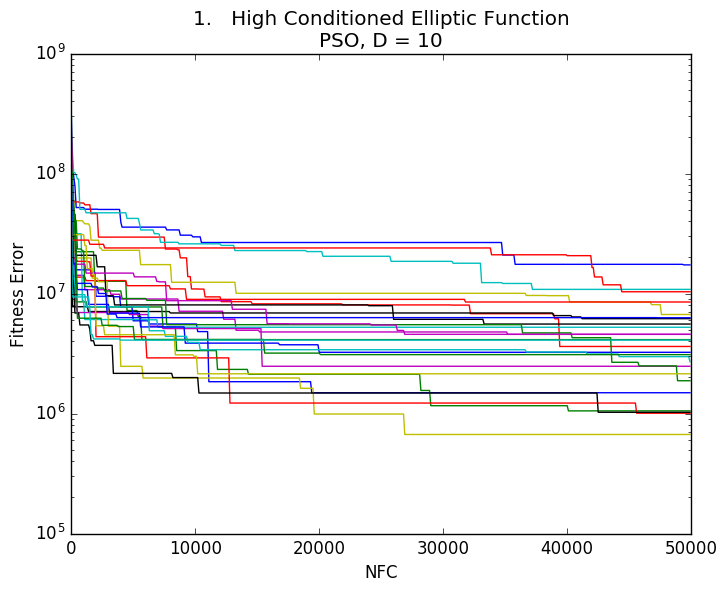 1.   High Conditioned Elliptic Function
PSO, D = 10
Fitness Error
10^9
10^8
10^7
10^6
10^5
0 10000 20000 30000 40000 50000
NFC